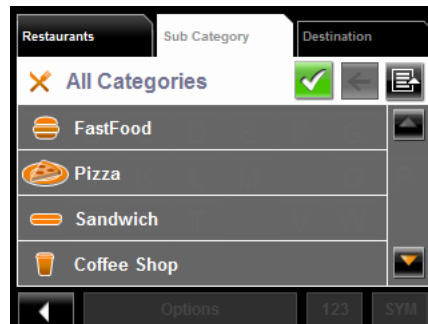 Restaurants Sub Category Destination
All Categories
FastFood
Pizza
Sandwich
Coffee Shop
Options 123 SYM